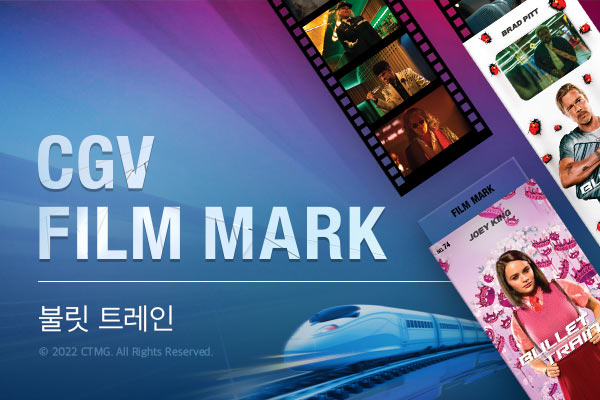 CGV
FILM MARK
불릿 트레인
© 2022 CTMG. All Rights Reserved.
BRAD PITT
FILM MARK
No. 74
JOEY KING
BULLET
TRAIN